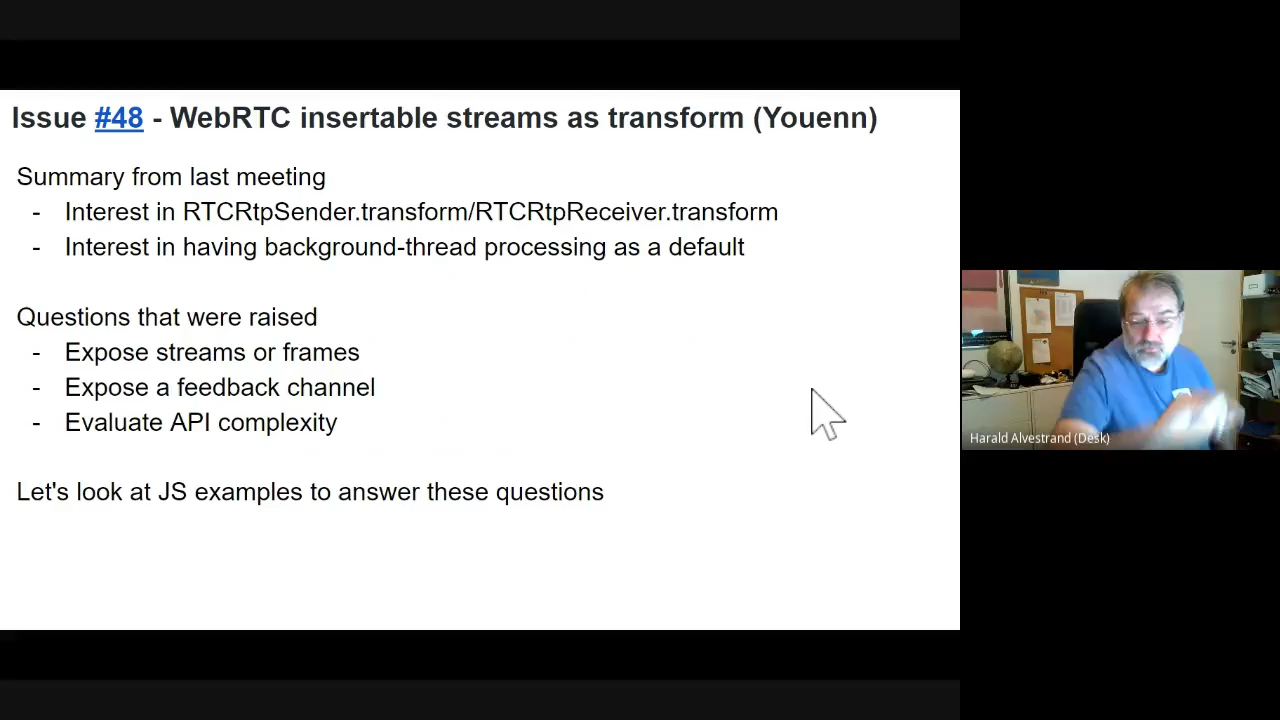 Issue #48 - WebRTC insertable streams as transform (Youenn)
Summary from last meeting
- Interest in RTCRtpSender.transform/RTCRtpReceiver.transform
- Interest in having background-thread processing as a default
Questions that were raised
- Expose streams or frames
- Expose a feedback channel
- Evaluate API complexity
Let's look at JS examples to answer these questions
Harald Alvestrand (Desk)